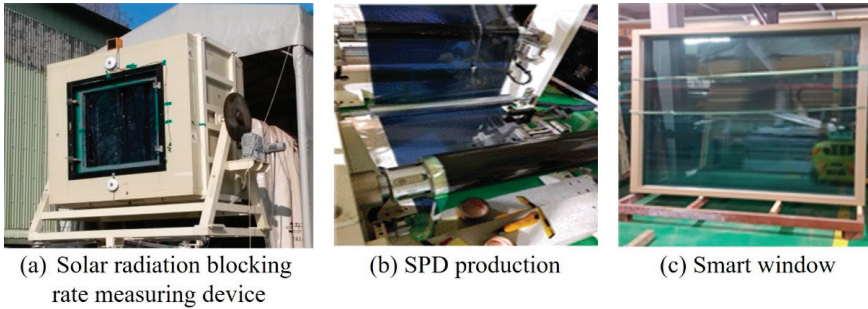 (a) Solar radiation blocking
rate measuring device
(b) SPD production
(c) Smart window